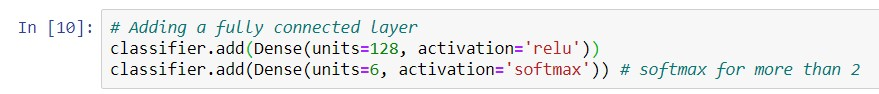 In [10]: # Adding a fully connected layer
classifier.add(Dense(units=128, activation='relu'))
classifier.add(Dense(units=6, activation='softmax')) # softmax for more than 2